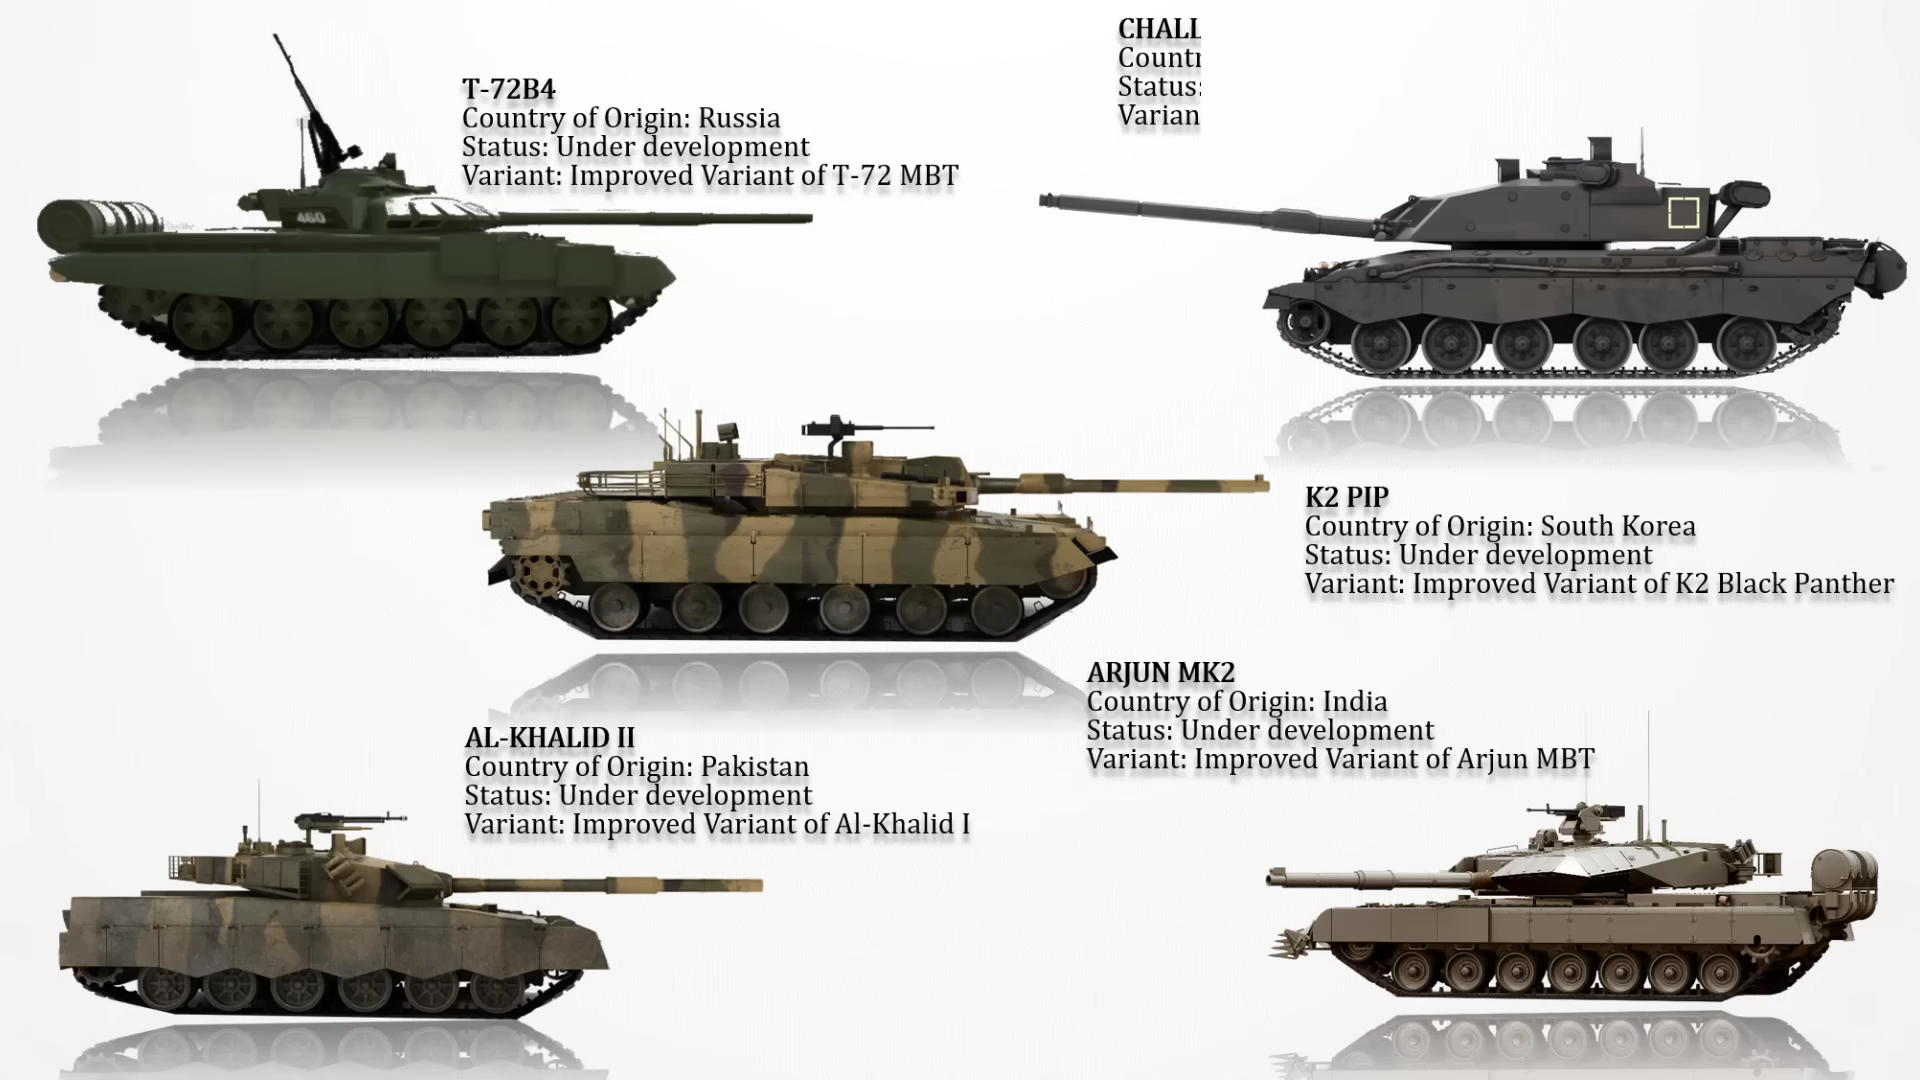 T-72B4
Country of Origin: Russia
Status: Under development
Variant: Improved Variant of T-72 MBT
460
CHALL
Countr
Status:
Varian
K2 PIP
Country of Origin: South Korea
Status: Under development
Variant: Improved Variant of K2 Black Panther
ARJUN MK2
Country of Origin: India
Status: Under development
Variant: Improved Variant of Arjun MBT
AL-KHALID II
Country of Origin: Pakistan
Status: Under development
Variant: Improved Variant of Al-Khalid I